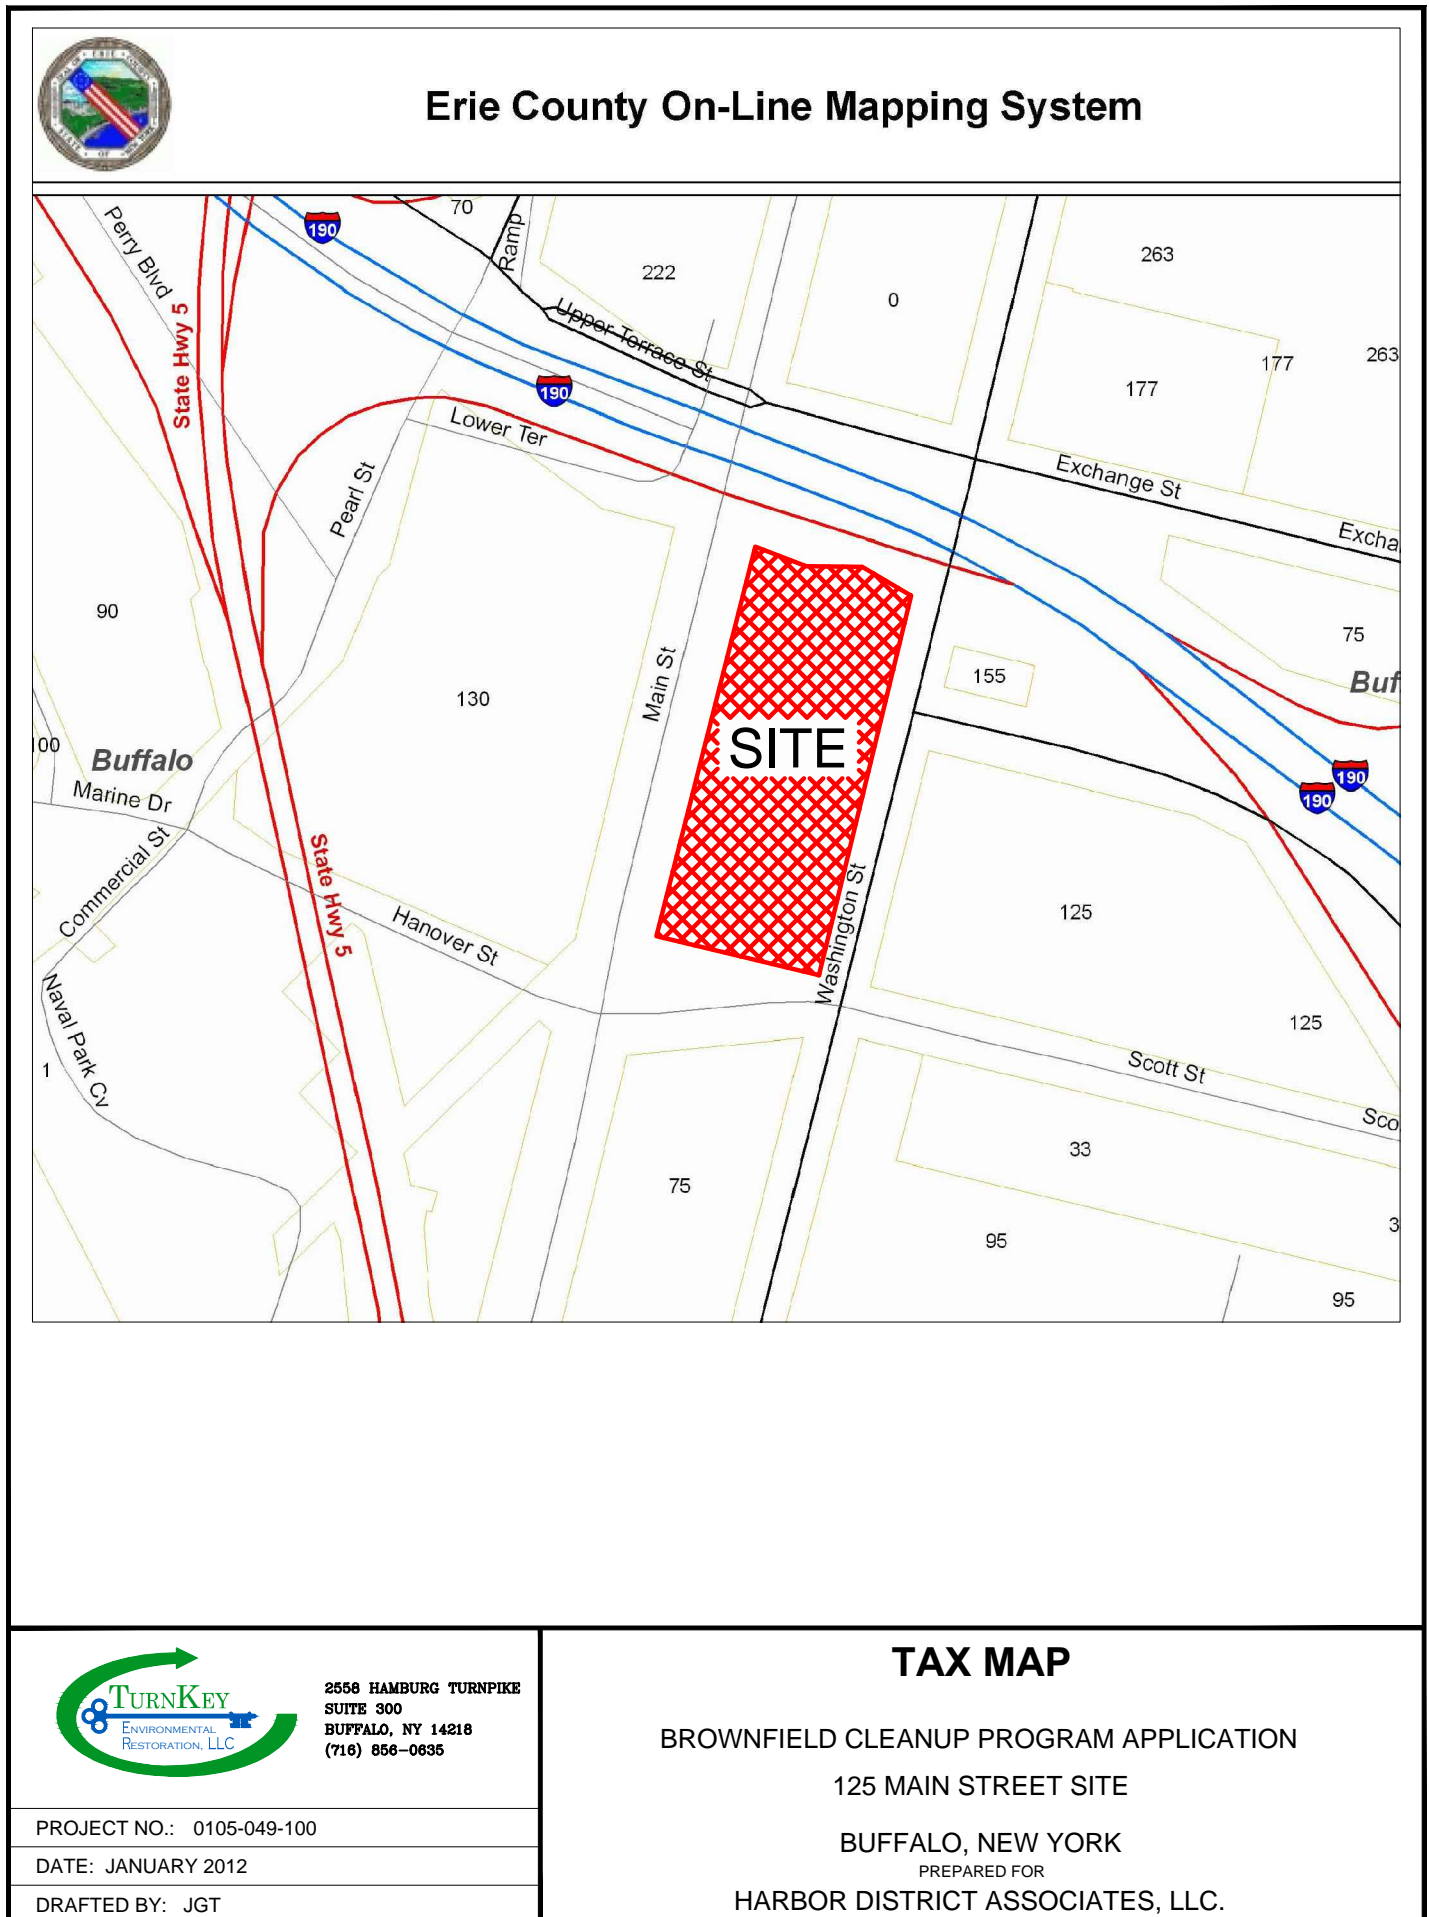 Erie County On-Line Mapping System
70
Ramp
190
Perry Blvd
222
263
0
State Hwy 5
Upper Terrace St
177
263
177
190
Lower Ter
Exchange St
Pearl St
Excha
90
75
155
Main St
Buf
130
100
SITE
Buffalo
190
Marine Dr
190
Commercial St
State Hwy 5
Hanover St
Washington St
125
Naval Park Cv
125
1
Scott St
Sco
33
75
3
95
95
TURNKEY
ENVIRONMENTAL
RESTORATION, LLC
2558 HAMBURG TURNPIKE
SUITE 300
BUFFALO, NY 14218
(716) 856-0635
PROJECT NO.: 0105-049-100
DATE: JANUARY 2012
DRAFTED BY: JGT
TAX MAP
BROWNFIELD CLEANUP PROGRAM APPLICATION
125 MAIN STREET SITE
BUFFALO, NEW YORK
PREPARED FOR
HARBOR DISTRICT ASSOCIATES, LLC.